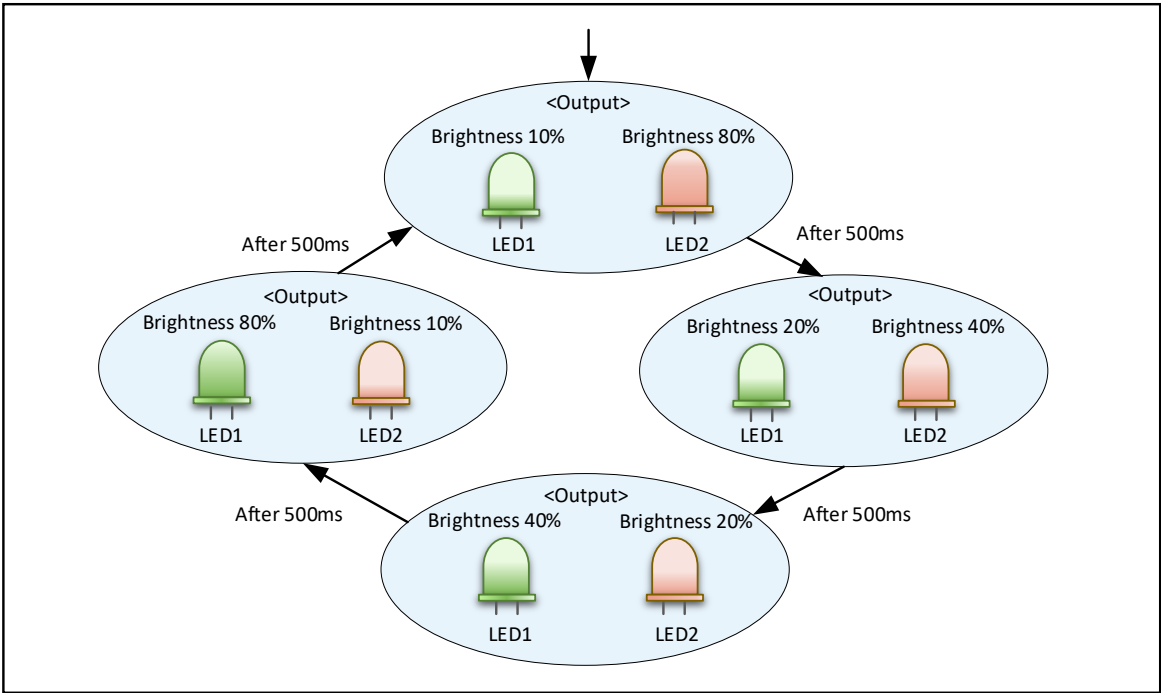 <Output>
Brightness 10% Brightness 80%
LED1 LED2
After 500ms
After 500ms
<Output>
Brightness 80% Brightness 10%
LED1 LED2
<Output>
Brightness 20% Brightness 40%
LED1 LED2
After 500ms
After 500ms
<Output>
Brightness 40% Brightness 20%
LED1 LED2